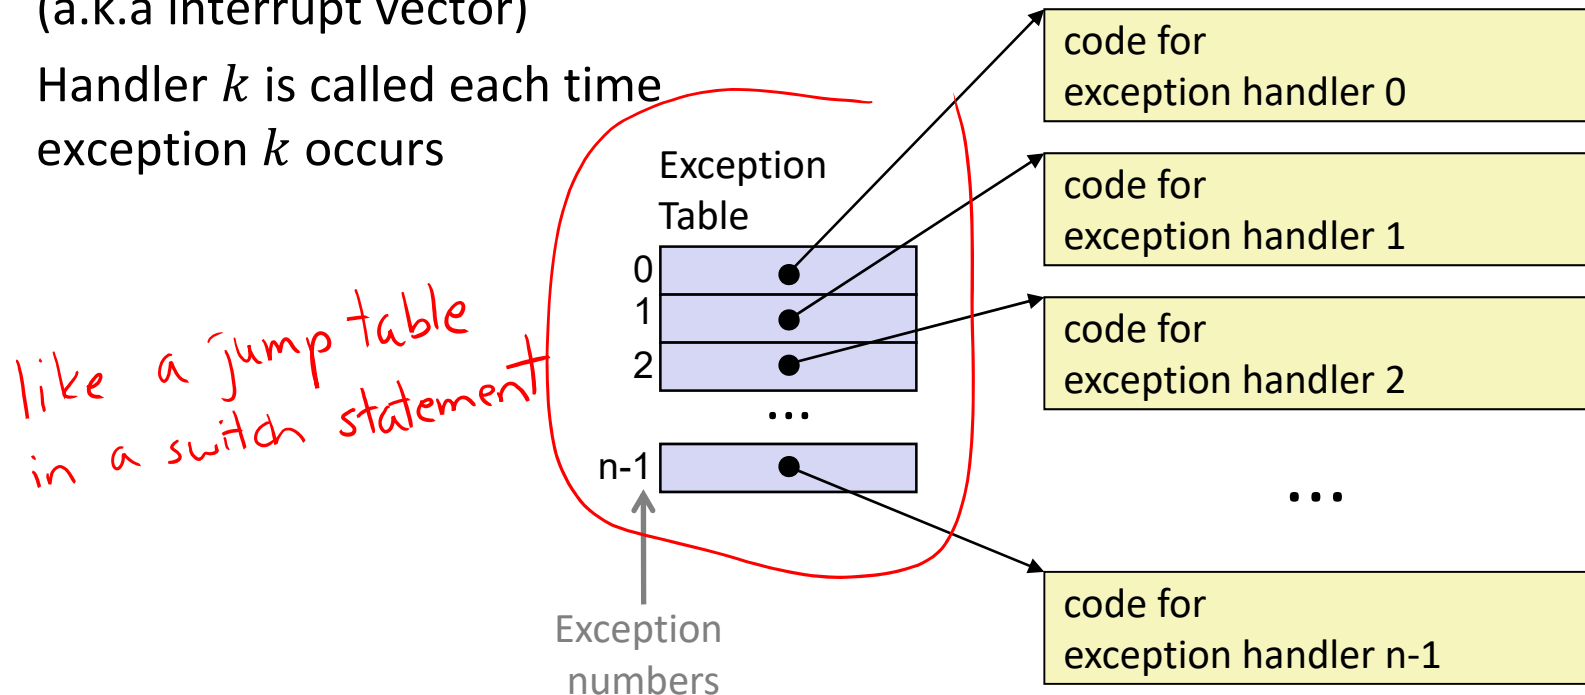 (a.k.a interrupt vector)
Handler k is called each time
exception k occurs
Exception
Table
0
1
2
...
n-1
Exception
numbers
like a jump table
in a switch statement
code for
exception handler 0
code for
exception handler 1
code for
exception handler 2
...
code for
exception handler n-1